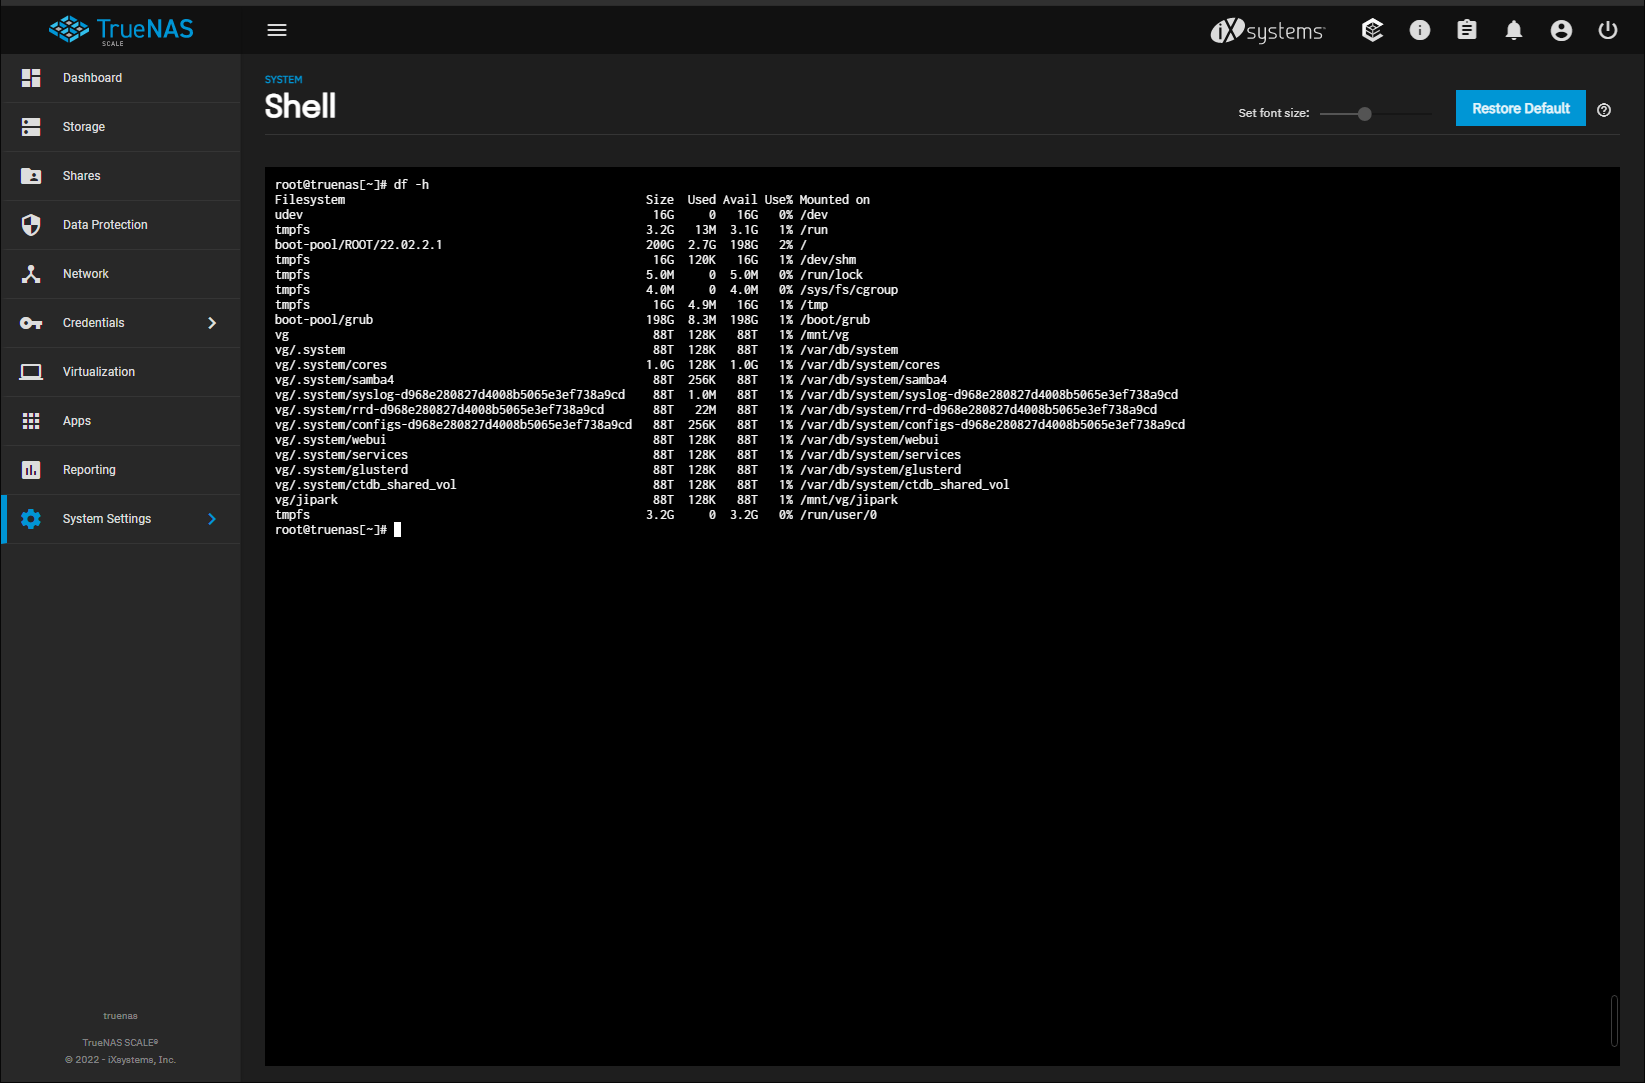 TrueNAS
SCALE
iXsystems
Dashboard
Storage
Shares
Data Protection
Network
Credentials
Virtualization
Apps
Reporting
System Settings
truenas
TrueNAS SCALE®
© 2022 - iXsystems, Inc.
SYSTEM
Shell
Set font size:
Restore Default
root@truenas[~]# df -h
Filesystem Size Used Avail Use% Mounted on
udev 16G 0 16G 0% /dev
tmpfs 3.2G 13M 3.1G 1% /run
boot-pool/ROOT/22.02.2.1 200G 2.7G 198G 2% /
tmpfs 16G 120K 16G 1% /dev/shm
tmpfs 5.0M 0 5.0M 0% /run/lock
tmpfs 4.0M 0 4.0M 0% /sys/fs/cgroup
tmpfs 16G 4.9M 16G 1% /tmp
boot-pool/grub 198G 8.3M 198G 1% /boot/grub
vg 88T 128K 88T 1% /mnt/vg
vg/.system 88T 128K 88T 1% /var/db/system
vg/.system/cores 1.0G 128K 1.0G 1% /var/db/system/cores
vg/.system/samba4 88T 256K 88T 1% /var/db/system/samba4
vg/.system/syslog-d968e280827d4008b5065e3ef738a9cd 88T 1.0M 88T 1% /var/db/system/syslog-d968e280827d4008b5065e3ef738a9cd
vg/.system/rrd-d968e280827d4008b5065e3ef738a9cd 88T 22M 88T 1% /var/db/system/rrd-d968e280827d4008b5065e3ef738a9cd
vg/.system/configs-d968e280827d4008b5065e3ef738a9cd 88T 256K 88T 1% /var/db/system/configs-d968e280827d4008b5065e3ef738a9cd
vg/.system/webui 88T 128K 88T 1% /var/db/system/webui
vg/.system/services 88T 128K 88T 1% /var/db/system/services
vg/.system/glusterd 88T 128K 88T 1% /var/db/system/glusterd
vg/.system/ctdb_shared_vol 88T 128K 88T 1% /var/db/system/ctdb_shared_vol
vg/jipark 88T 128K 88T 1% /mnt/vg/jipark
tmpfs 3.2G 0 3.2G 0% /run/user/0
root@truenas[~]#